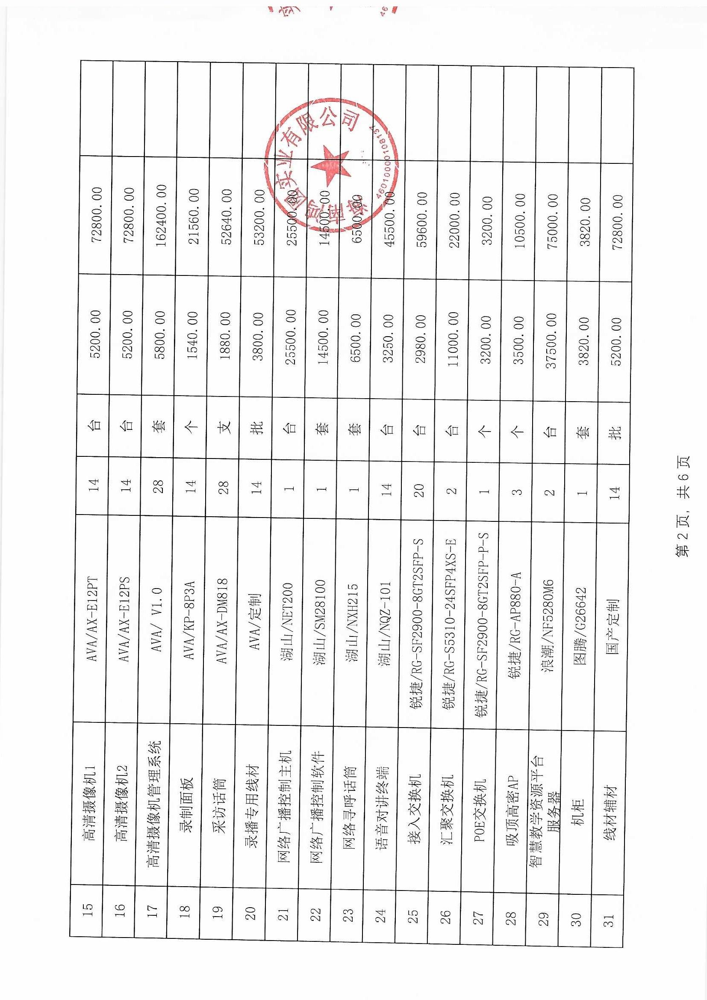 15 高清摄像机1 AVA/AX-E12PT 14 台 5200.00 72800.00
16 高清摄像机2 AVA/AX-E12PS 14 台 5200.00 72800.00
17 高清摄像机管理系统 AVA/ V1.0 28 套 5800.00 162400.00
18 录制面板 AVA/KP-8P3A 14 个 1540.00 21560.00
19 采访话筒 AVA/AX-DM818 28 支 1880.00 52640.00
20 录播专用线材 AVA/定制 14 批 3800.00 53200.00
21 网络广播控制主机 湖山/NET200 1 台 25500.00 25500.00
22 网络广播控制软件 湖山/SM28100 1 套 14500.00 14500.00
23 网络寻呼话筒 湖山/NXH215 1 套 6500.00 6500.00
24 语音对讲终端 湖山/NQZ-101 14 台 3250.00 45500.00
25 接入交换机 锐捷/RG-SF2900-8GT2SFP-S 20 台 2980.00 59600.00
26 汇聚交换机 锐捷/RG-S5310-24SFP4XS-E 2 台 11000.00 22000.00
27 POE交换机 锐捷/RG-SF2900-8GT2SFP-P-S 1 个 3200.00 3200.00
28 吸顶高密AP 锐捷/RG-AP880-A 3 个 3500.00 10500.00
29 智慧教学资源平台
服务器 浪潮/NF5280M6 2 台 37500.00 75000.00
30 机柜 图腾/G26642 1 套 3820.00 3820.00
31 线材辅材 国产定制 14 批 5200.00 72800.00
圆实业有限公司
46010000108137
第 2 页, 共 6 页